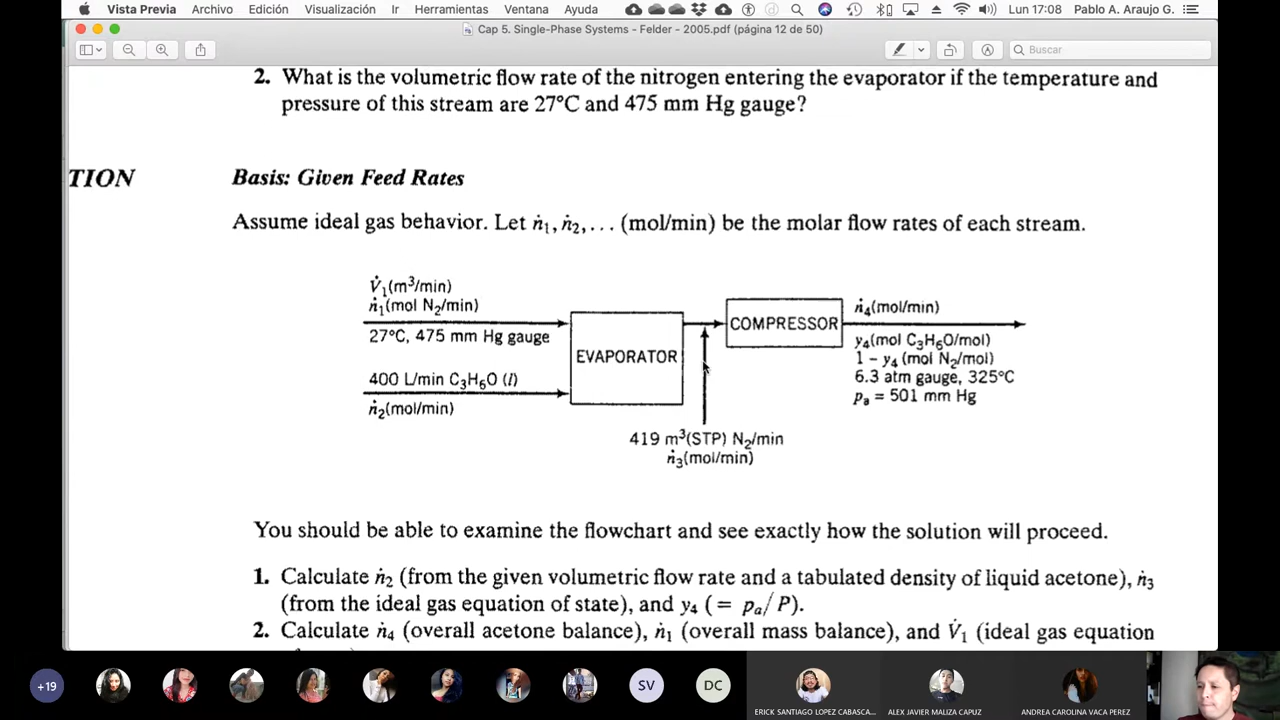 Vista Previa Archivo Edición Visualización Ir Herramientas Ventana Ayuda Lun 17:08 Pablo A. Araujo G.
Cap 5. Single-Phase Systems - Felder - 2005.pdf (página 12 de 50)
Buscar
2. What is the volumetric flow rate of the nitrogen entering the evaporator if the temperature and
pressure of this stream are 27°C and 475 mm Hg gauge?
TION
Basis: Given Feed Rates
Assume ideal gas behavior. Let ṅ₁, ṅ₂, . . . (mol/min) be the molar flow rates of each stream.
V̇₁(m³/min)
ṅ₁(mol N₂/min)
27°C, 475 mm Hg gauge
400 L/min C₃H₆O (l)
ṅ₂(mol/min)
EVAPORATOR
COMPRESSOR
419 m³(STP) N₂/min
ṅ₃(mol/min)
ṅ₄(mol/min)
y₄(mol C₃H₆O/mol)
1 − y₄ (mol N₂/mol)
6.3 atm gauge, 325°C
pₐ = 501 mm Hg
You should be able to examine the flowchart and see exactly how the solution will proceed.
1. Calculate ṅ₂ (from the given volumetric flow rate and a tabulated density of liquid acetone), ṅ₃
(from the ideal gas equation of state), and y₄ (= pₐ/P).
2. Calculate ṅ₄ (overall acetone balance), ṅ₁ (overall mass balance), and V̇₁ (ideal gas equation
+19
SV
DC
ERICK SANTIAGO LOPEZ CABASCA...
ALEX JAVIER MALIZA CAPUZ
ANDREA CAROLINA VACA PEREZ